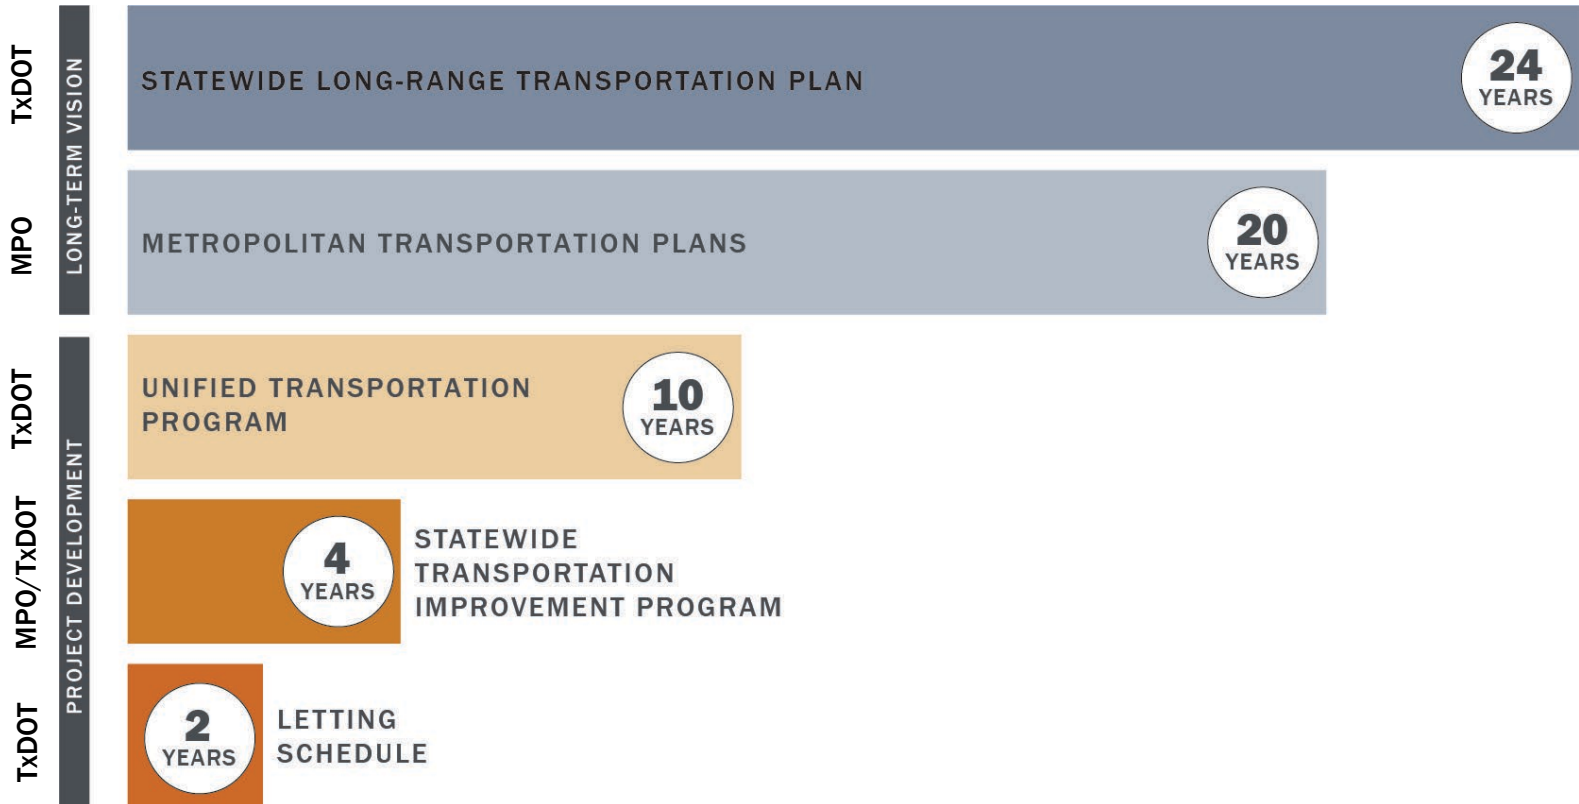 TxDOT
LONG-TERM VISION
STATEWIDE LONG-RANGE TRANSPORTATION PLAN
24
YEARS
MPO
METROPOLITAN TRANSPORTATION PLANS
20
YEARS
TxDOT
PROJECT DEVELOPMENT
UNIFIED TRANSPORTATION
PROGRAM
10
YEARS
MPO/TxDOT
4
YEARS
STATEWIDE
TRANSPORTATION
IMPROVEMENT PROGRAM
TxDOT
2
YEARS
LETTING
SCHEDULE